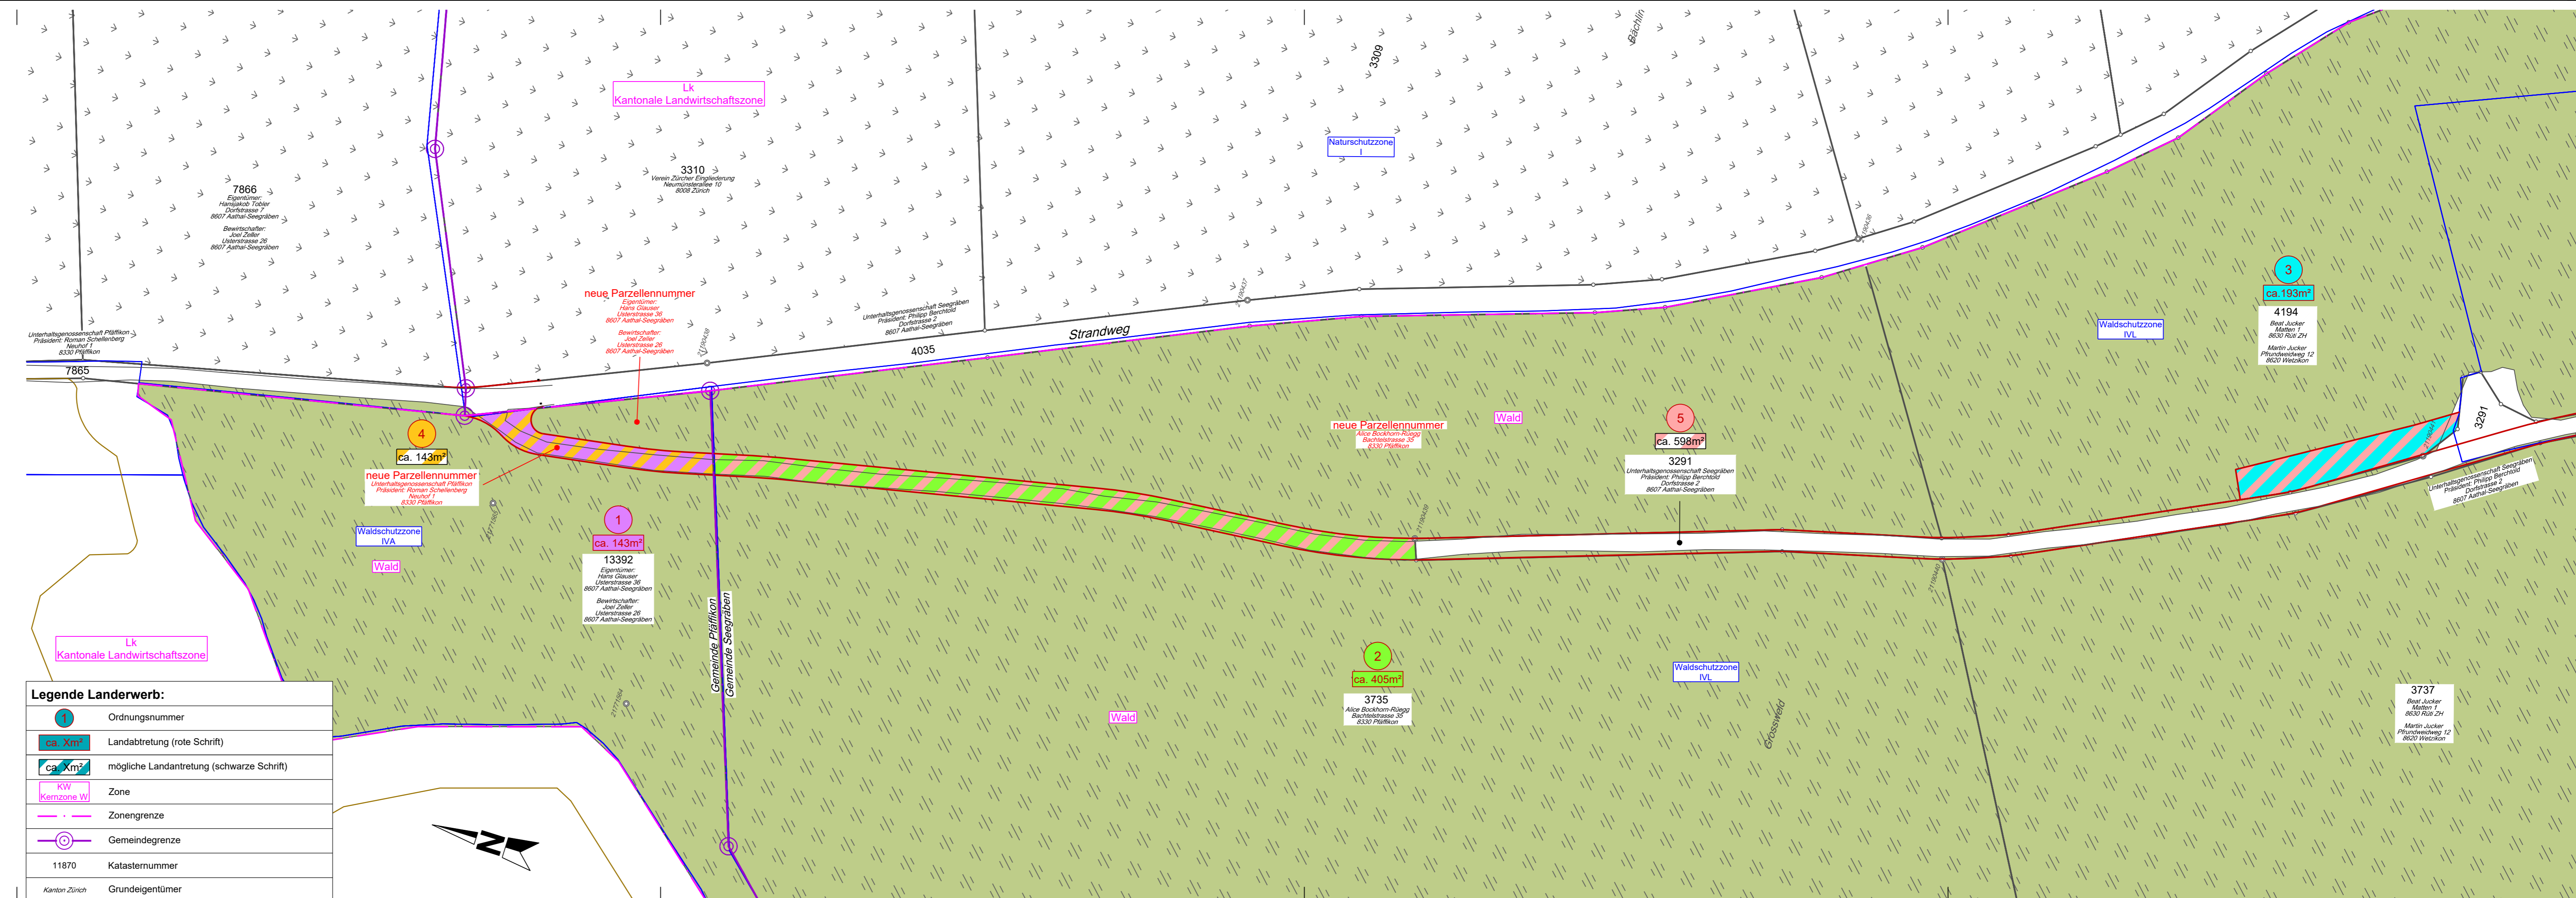 Bächlin
3309
Lk
Kantonale Landwirtschaftszone
Naturschutzzone
I
7866
Eigentümer:
Hansjakob Tobler
Dorfstrasse 7
8607 Aathal-Seegräben
Bewirtschafter:
Joel Zeller
Usterstrasse 26
8607 Aathal-Seegräben
3310
Verein Zürcher Eingliederung
Neumünsterallee 10
8008 Zürich
neue Parzellennummer
Eigentümer:
Hans Glauser
Usterstrasse 36
8607 Aathal-Seegräben
Bewirtschafter:
Joel Zeller
Usterstrasse 26
8607 Aathal-Seegräben
Unterhaltsgenossenschaft Seegräben
Präsident: Philipp Berchtold
Dorfstrasse 2
8607 Aathal-Seegräben
21190437
21190436
21190438
Strandweg
4035
Unterhaltsgenossenschaft Pfäffikon
Präsident: Roman Schellenberg
Neuhof 1
8330 Pfäffikon
7865
3
ca.193m²
4194
Beat Jucker
Matten 1
8630 Rüti ZH
Martin Jucker
Pfrundweidweg 12
8620 Wetzikon
Waldschutzzone
IVL
4
ca. 143m²
neue Parzellennummer
Unterhaltsgenossenschaft Pfäffikon
Präsident: Roman Schellenberg
Neuhof 1
8330 Pfäffikon
neue Parzellennummer
Alice Bockhorn-Rüegg
Bachtelstrasse 35
8330 Pfäffikon
Wald
5
ca. 598m²
3291
Unterhaltsgenossenschaft Seegräben
Präsident: Philipp Berchtold
Dorfstrasse 2
8607 Aathal-Seegräben
3291
Unterhaltsgenossenschaft Seegräben
Präsident: Philipp Berchtold
Dorfstrasse 2
8607 Aathal-Seegräben
Waldschutzzone
IVA
Wald
1
ca. 143m²
13392
Eigentümer:
Hans Glauser
Usterstrasse 36
8607 Aathal-Seegräben
Bewirtschafter:
Joel Zeller
Usterstrasse 26
8607 Aathal-Seegräben
21190439
21190440
Gemeinde Pfäffikon
Gemeinde Seegräben
2
ca. 405m²
3735
Alice Bockhorn-Rüegg
Bachtelstrasse 35
8330 Pfäffikon
Waldschutzzone
IVL
Grossweid
Wald
21771984
3737
Beat Jucker
Matten 1
8630 Rüti ZH
Martin Jucker
Pfrundweidweg 12
8620 Wetzikon
Lk
Kantonale Landwirtschaftszone
N
Legende Landerwerb:
1 Ordnungsnummer
ca. Xm² Landabtretung (rote Schrift)
ca. Xm² mögliche Landantretung (schwarze Schrift)
KW
Kernzone W
Zone
Zonengrenze
Gemeindegrenze
11870 Katasternummer
Kanton Zürich Grundeigentümer